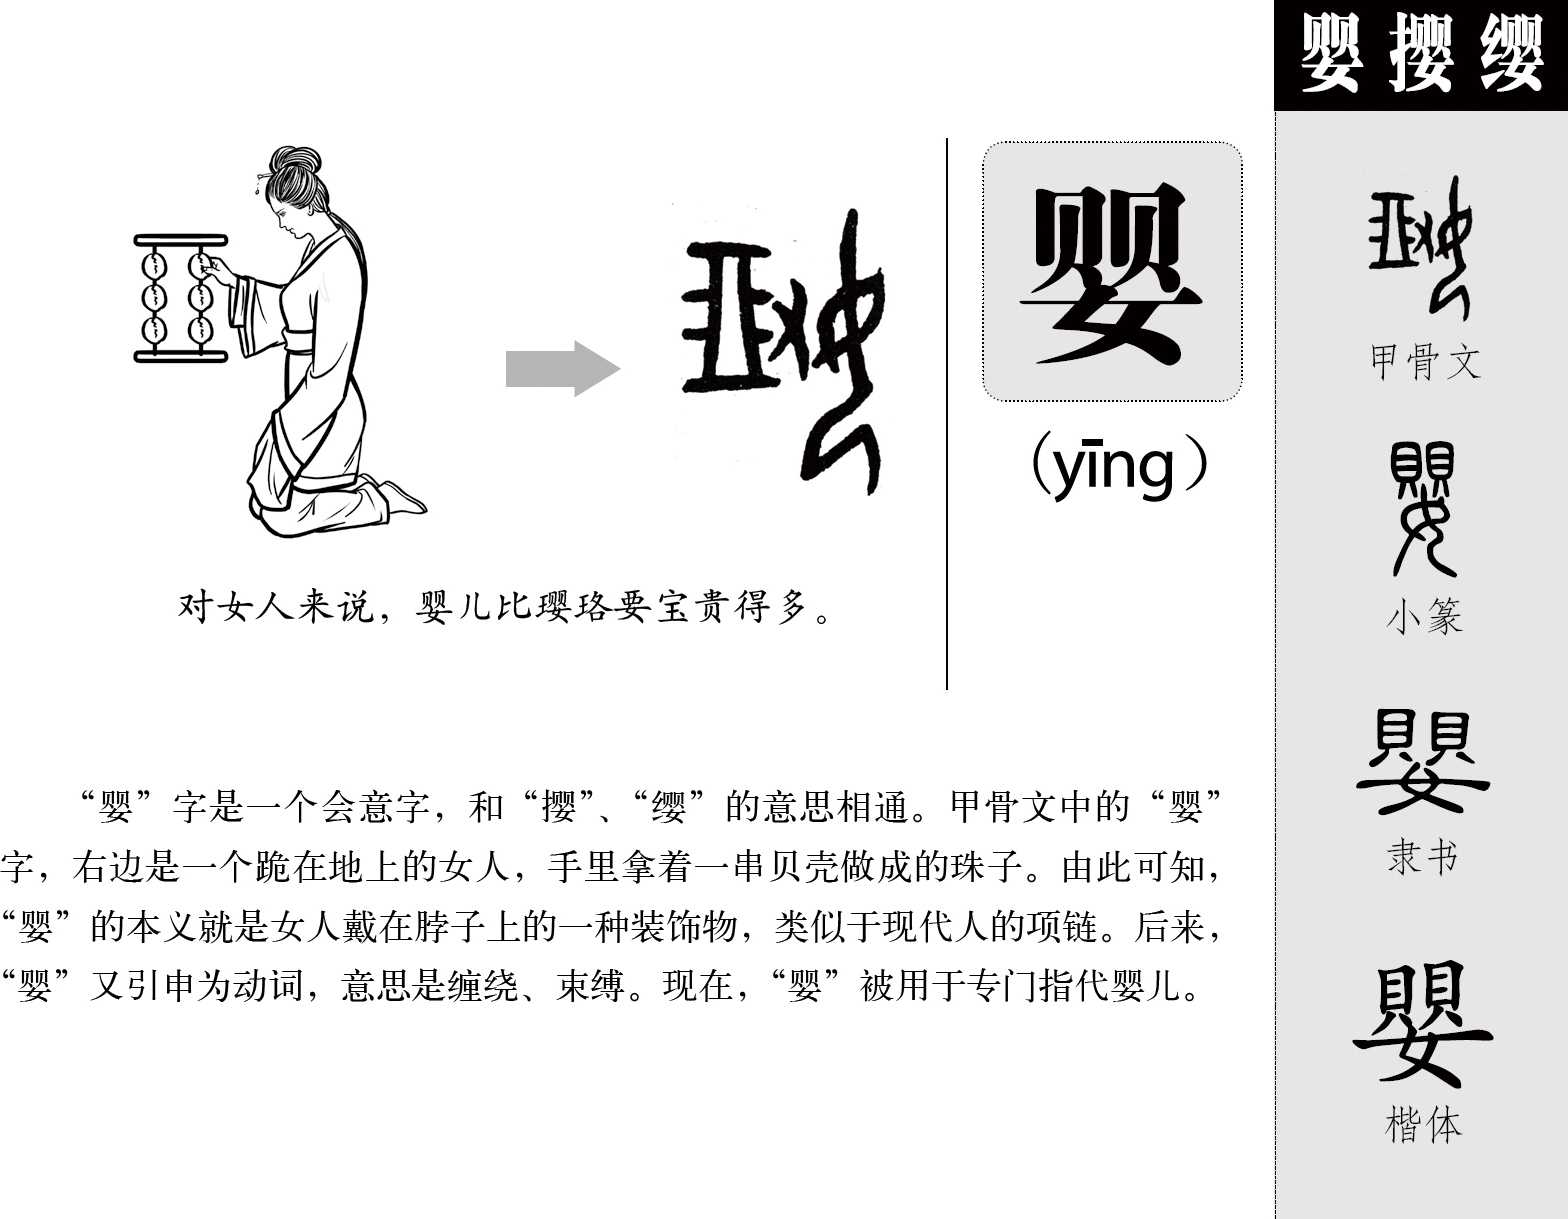 婴 撄 缨
婴
（yīng）
对女人来说，婴儿比璎珞要宝贵得多。
“婴”字是一个会意字，和“撄”、“缨”的意思相通。甲骨文中的“婴”
字，右边是一个跪在地上的女人，手里拿着一串贝壳做成的珠子。由此可知，
“婴”的本义就是女人戴在脖子上的一种装饰物，类似于现代人的项链。后来，
“婴”又引申为动词，意思是缠绕、束缚。现在，“婴”被用于专门指代婴儿。
甲骨文
嬰
小篆
嬰
隶书
嬰
楷体